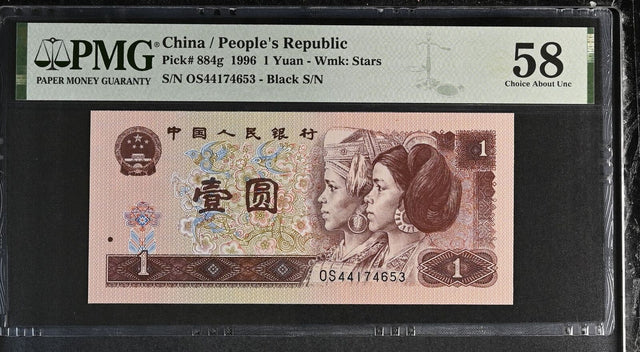 PMG®
PAPER MONEY GUARANTY
China / People's Republic
Pick# 884g 1996 1 Yuan - Wmk: Stars
S/N OS44174653 - Black S/N
58
Choice About Unc
中国人民银行
1
壹圆
1
OS44174653
1